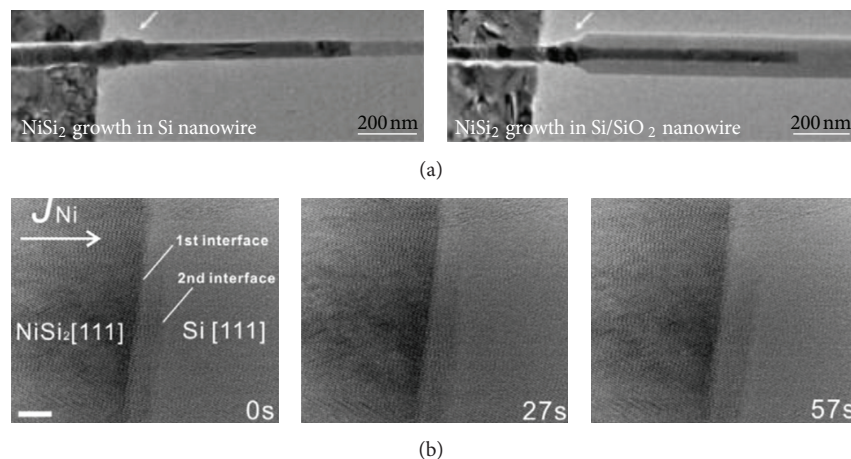 NiSi2 growth in Si nanowire
200 nm
NiSi2 growth in Si/SiO2 nanowire
200 nm
(a)
JNi
1st interface
2nd interface
NiSi2[111]
Si [111]
0s
27s
57s
(b)